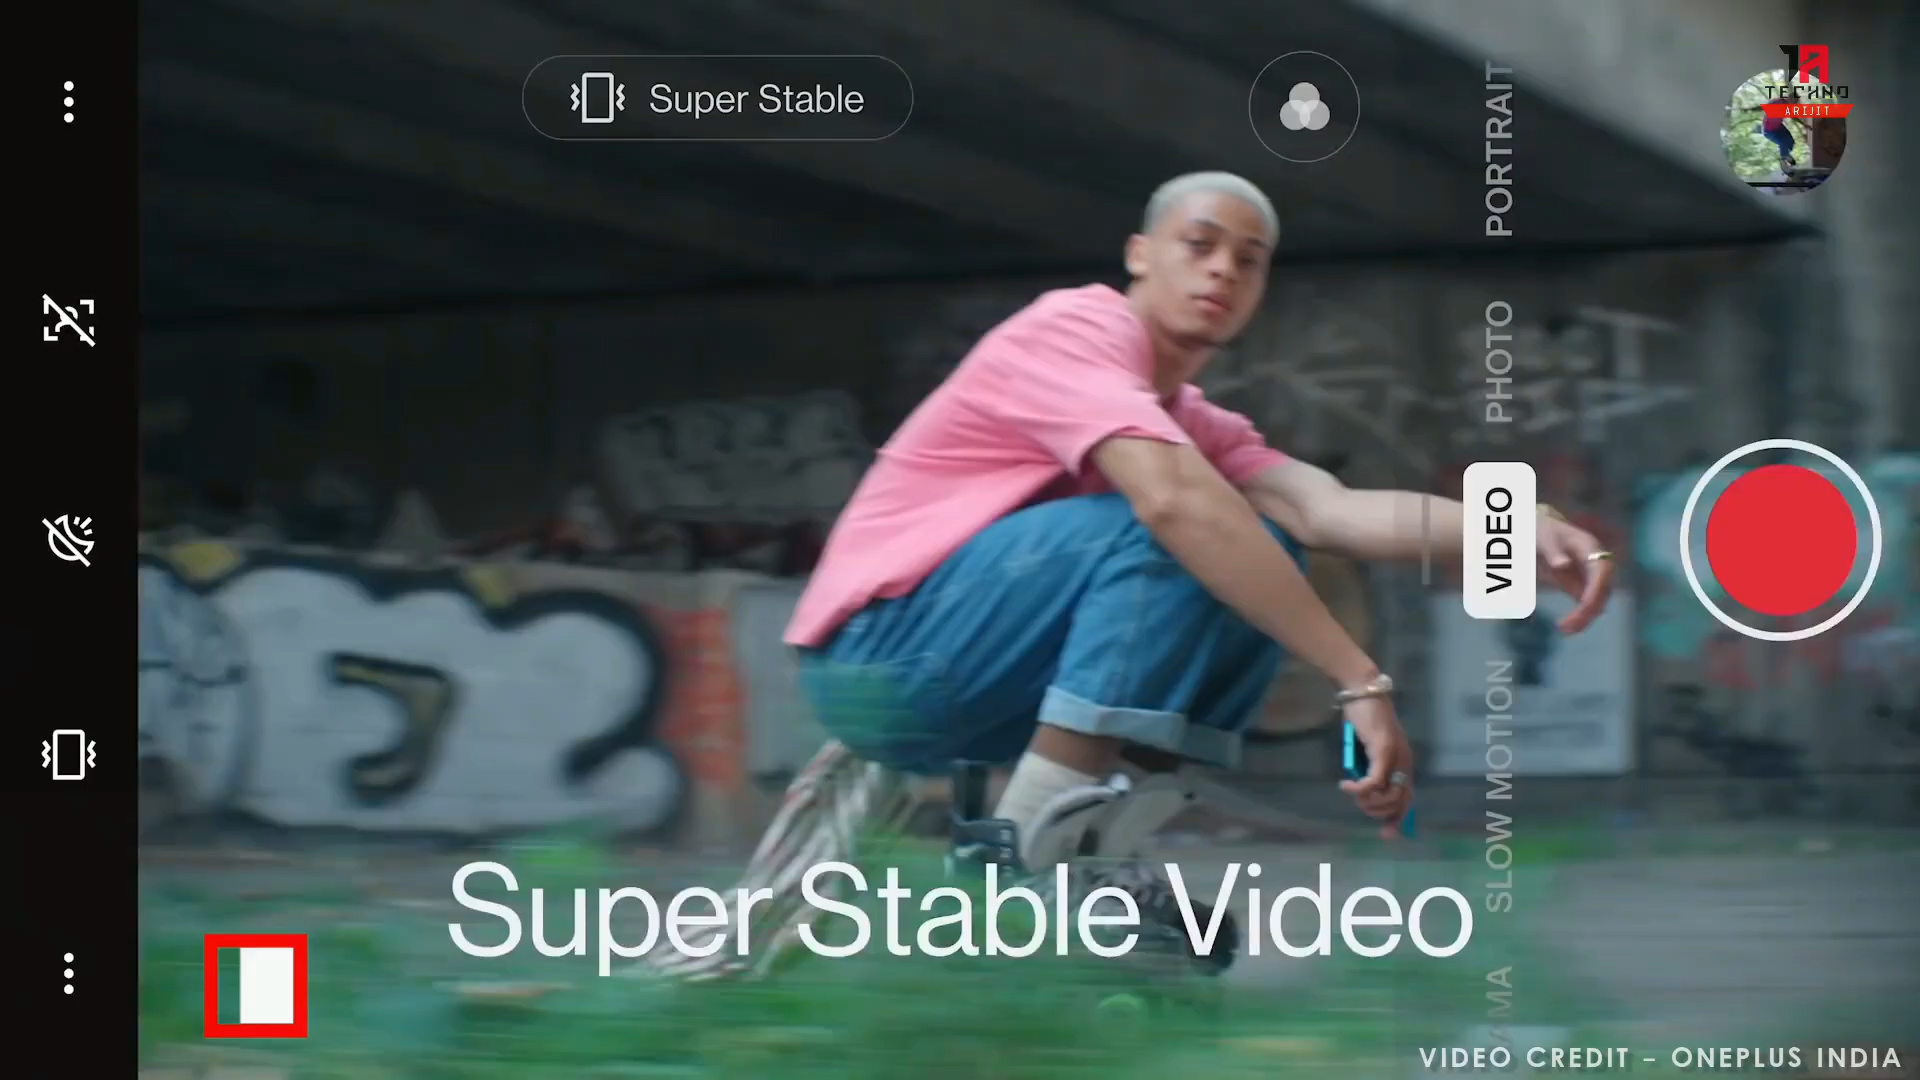 Super Stable
PORTRAIT
PHOTO
VIDEO
SLOW MOTION
TECHNO
ARIJIT
Super Stable Video
VIDEO CREDIT – ONEPLUS INDIA